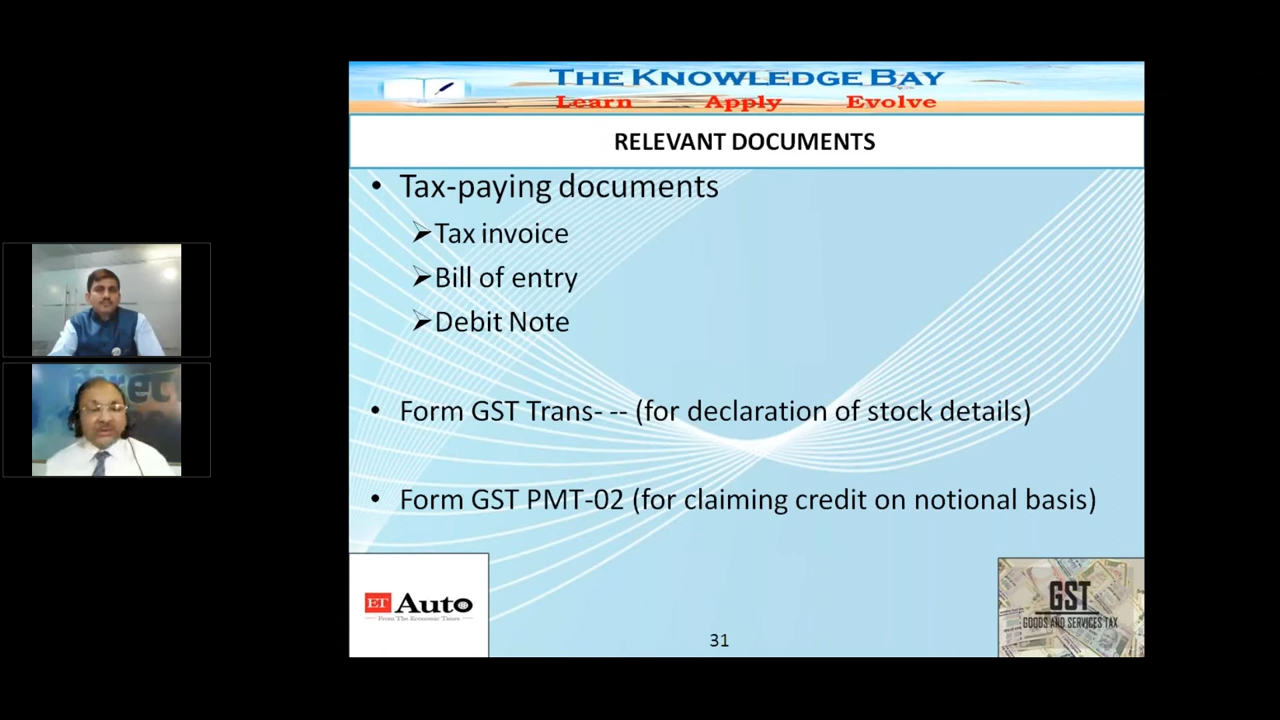 THE KNOWLEDGE BAY
Learn Apply Evolve
RELEVANT DOCUMENTS
• Tax-paying documents
➢Tax invoice
➢Bill of entry
➢Debit Note
• Form GST Trans- -- (for declaration of stock details)
• Form GST PMT-02 (for claiming credit on notional basis)
ET Auto
From The Economic Times
31
GST
GOODS AND SERVICES TAX
Direct